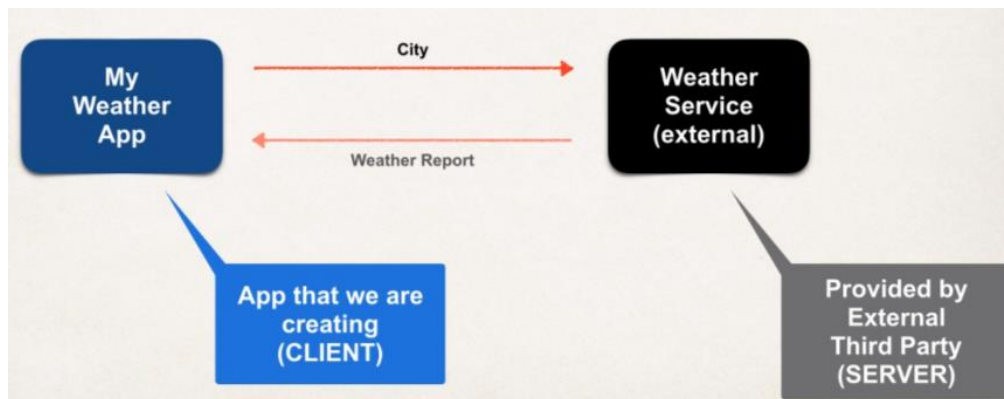 My
Weather
App
City
Weather Report
Weather
Service
(external)
App that we are
creating
(CLIENT)
Provided by
External
Third Party
(SERVER)